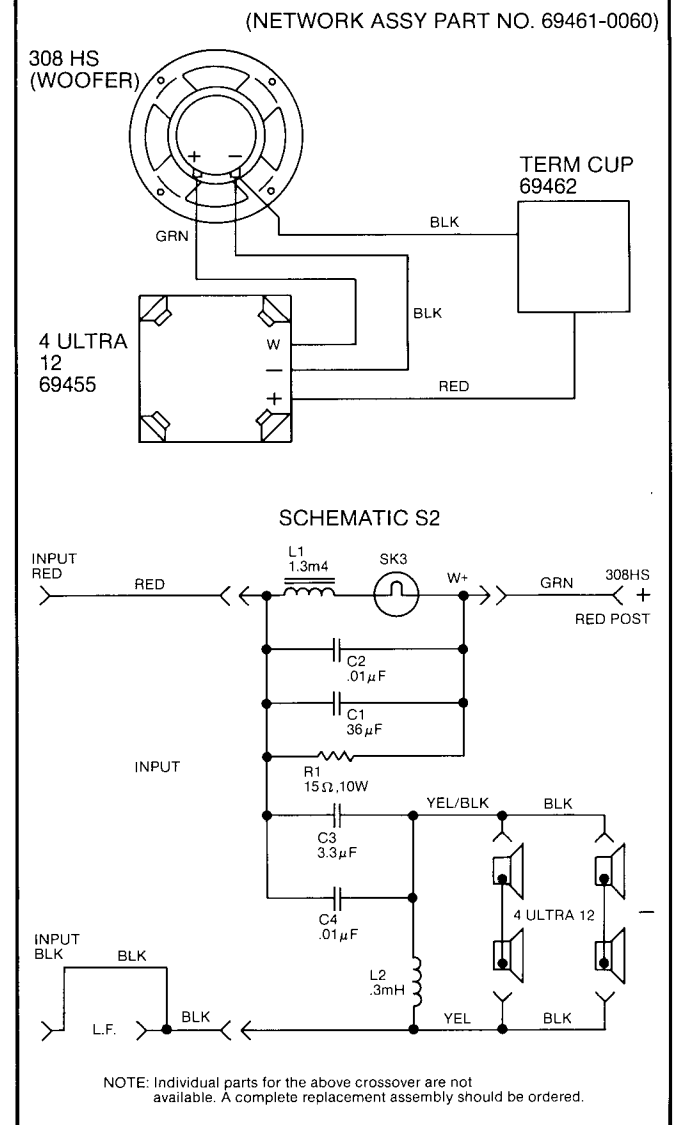 (NETWORK ASSY PART NO. 69461-0060)
308 HS
(WOOFER)
+ −
TERM CUP
69462
BLK
GRN
BLK
4 ULTRA
12
69455
W
−
+
RED
SCHEMATIC S2
INPUT
RED
RED
L1
1.3m4
SK3
W+
GRN
308HS
+
RED POST
C2
.01µF
C1
36µF
INPUT
R1
15Ω,10W
YEL/BLK
BLK
C3
3.3µF
4 ULTRA 12
−
C4
.01µF
INPUT
BLK
BLK
L2
.3mH
L.F.
BLK
YEL
BLK
NOTE: Individual parts for the above crossover are not
available. A complete replacement assembly should be ordered.